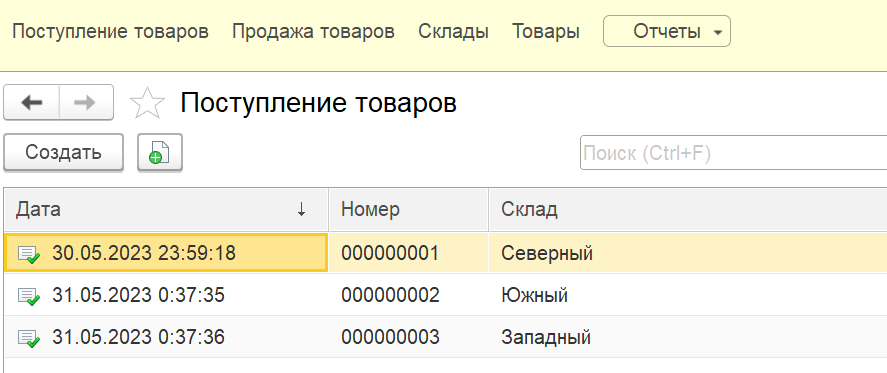 Поступление товаров Продажа товаров Склады Товары Отчеты
Поступление товаров
Создать Поиск (Ctrl+F)
Дата ↓ Номер Склад
30.05.2023 23:59:18 000000001 Северный
31.05.2023 0:37:35 000000002 Южный
31.05.2023 0:37:36 000000003 Западный